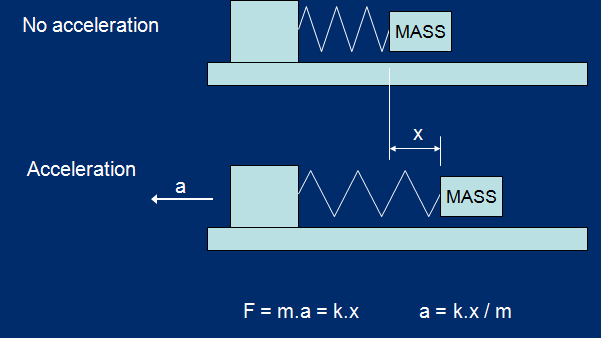 No acceleration
MASS
x
Acceleration
a
MASS
F = m.a = k.x
a = k.x / m